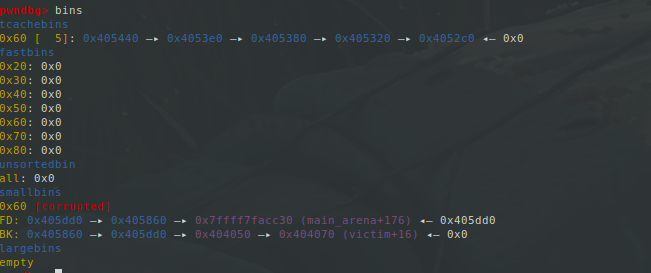 pwndbg> bins
tcachebins
0x60 [  5]: 0x405440 —▸ 0x4053e0 —▸ 0x405380 —▸ 0x405320 —▸ 0x4052c0 ◂— 0x0
fastbins
0x20: 0x0
0x30: 0x0
0x40: 0x0
0x50: 0x0
0x60: 0x0
0x70: 0x0
0x80: 0x0
unsortedbin
all: 0x0
smallbins
0x60 [corrupted]
FD: 0x405dd0 —▸ 0x405860 —▸ 0x7ffff7facc30 (main_arena+176) ◂— 0x405dd0
BK: 0x405860 —▸ 0x405dd0 —▸ 0x404050 —▸ 0x404070 (victim+16) ◂— 0x0
largebins
empty